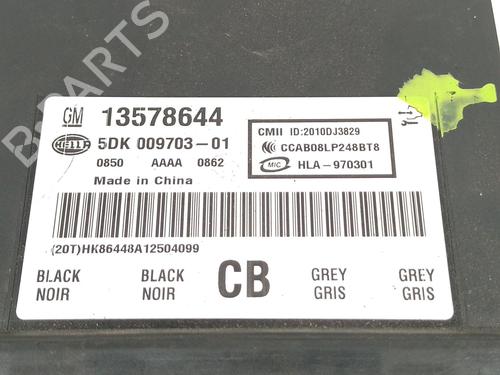 B-PARTS
GM 13578644
HELLA 5DK 009703-01
0850 AAAA 0862
Made in China
CMII ID:2010DJ3829
CCAB08LP248BT8
MIC HLA-970301
(20T)HK86448A12504099
BLACK BLACK CB GREY GREY
NOIR NOIR GRIS GRIS